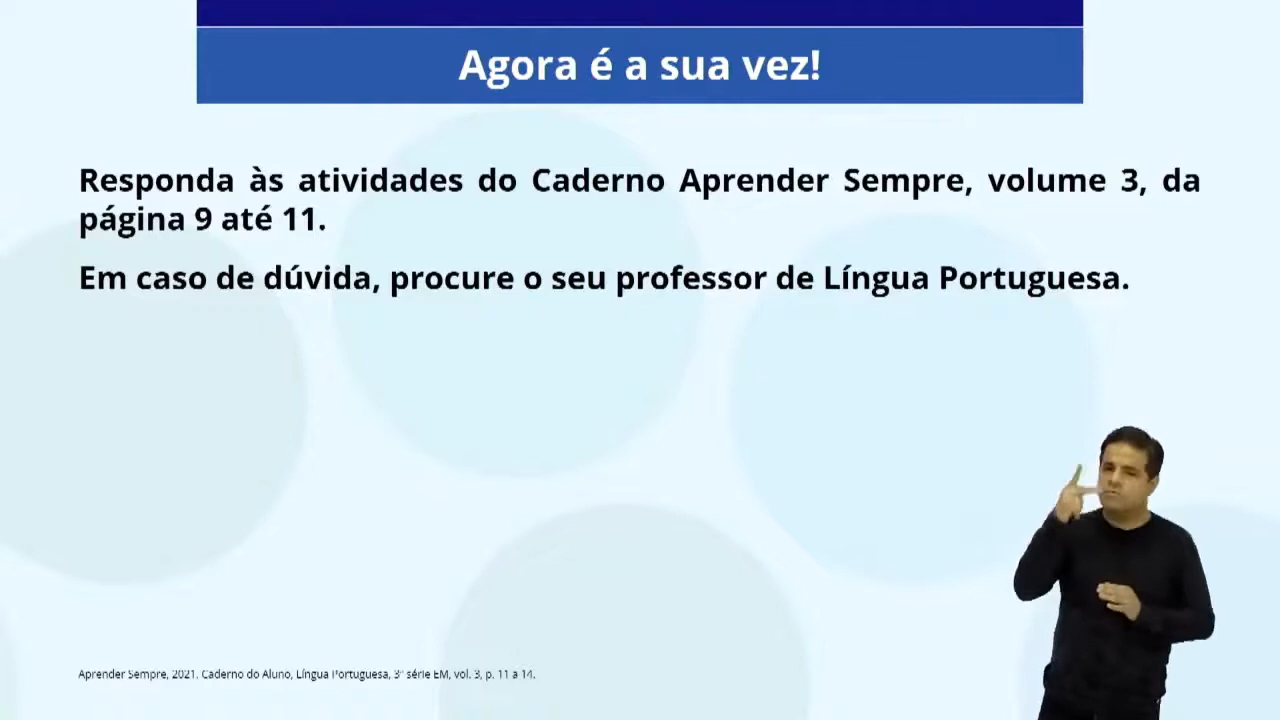 Agora é a sua vez!
Responda às atividades do Caderno Aprender Sempre, volume 3, da
página 9 até 11.
Em caso de dúvida, procure o seu professor de Língua Portuguesa.
Aprender Sempre, 2021. Caderno do Aluno, Língua Portuguesa, 3ª série EM, vol. 3, p. 11 a 14.